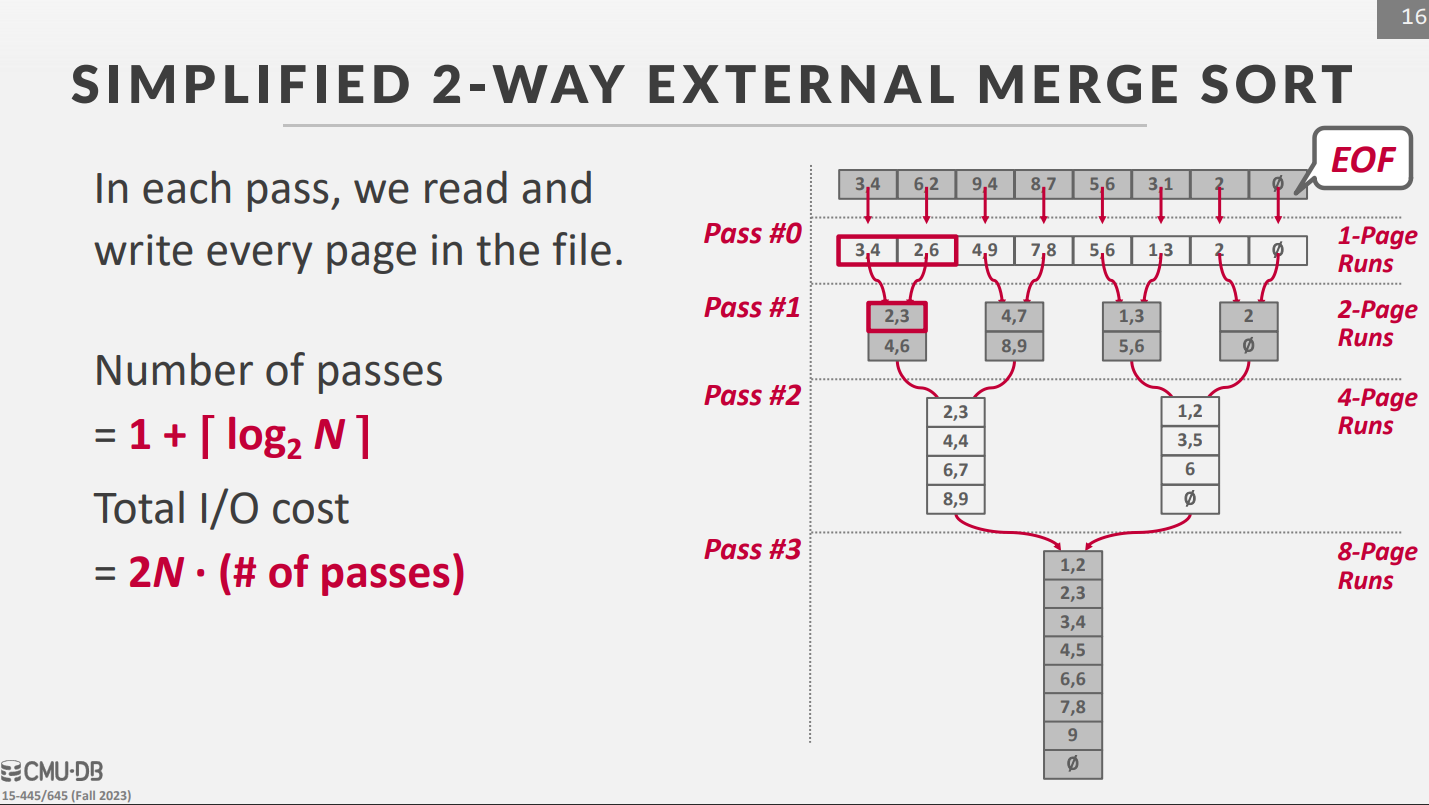 16
SIMPLIFIED 2-WAY EXTERNAL MERGE SORT
In each pass, we read and
write every page in the file.
Number of passes
= 1 + ⌈ log₂ N ⌉
Total I/O cost
= 2N · (# of passes)
EOF
3,4 6,2 9,4 8,7 5,6 3,1 2 Ø
Pass #0
3,4 2,6 4,9 7,8 5,6 1,3 2 Ø
1-Page
Runs
Pass #1
2,3 4,7 1,3 2
4,6 8,9 5,6 Ø
2-Page
Runs
Pass #2
2,3 1,2
4,4 3,5
6,7 6
8,9 Ø
4-Page
Runs
Pass #3
1,2
2,3
3,4
4,5
6,6
7,8
9
Ø
8-Page
Runs
CMU·DB
15-445/645 (Fall 2023)